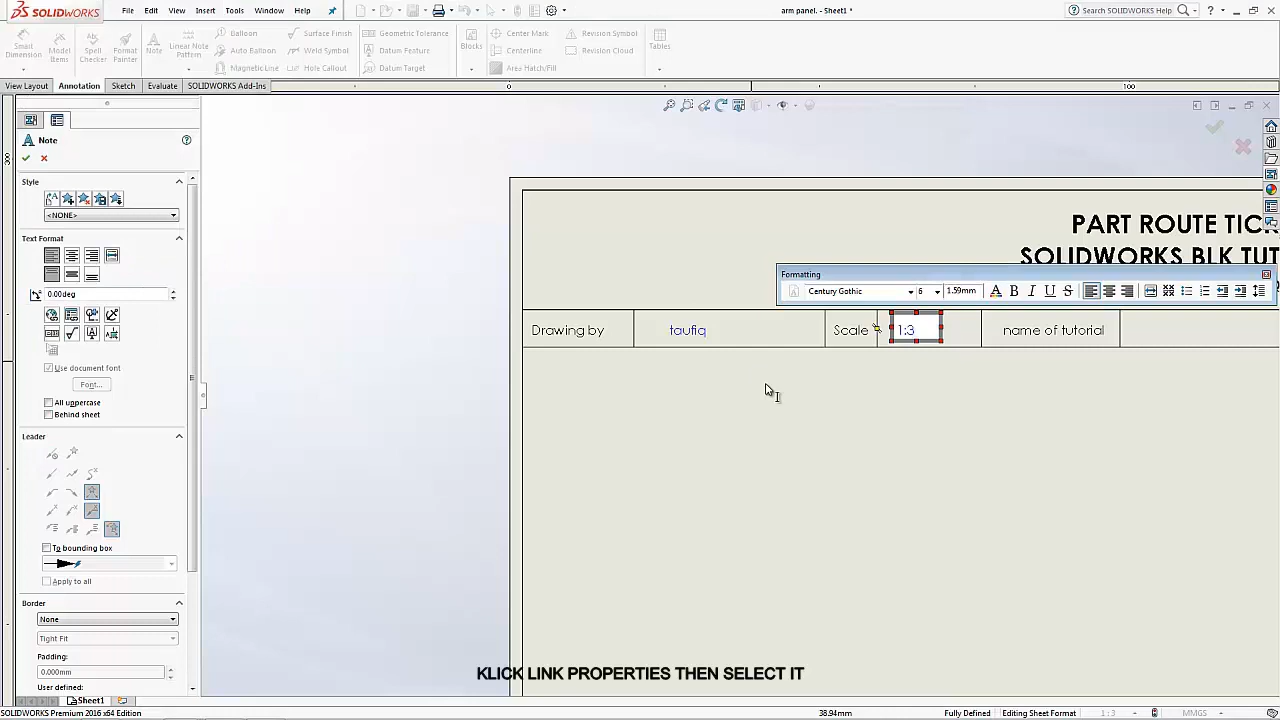 SOLIDWORKS File Edit View Insert Tools Window Help arm panel. - Sheet1 * Search SOLIDWORKS Help
Smart Dimension Model Items Spell Checker Format Painter Note Linear Note Pattern Balloon Auto Balloon Magnetic Line Surface Finish Weld Symbol Hole Callout Geometric Tolerance Datum Feature Datum Target Blocks Center Mark Centerline Area Hatch/Fill Revision Symbol Revision Cloud Tables
View Layout Annotation Sketch Evaluate SOLIDWORKS Add-Ins
0 100
300
Note
Style
<NONE>
Text Format
0.00deg
Use document font
Font...
All uppercase
Behind sheet
Leader
To bounding box
Apply to all
Border
None
Tight Fit
Padding:
0.000mm
User defined:
PART ROUTE TICK
SOLIDWORKS BLK TUT
Formatting
Century Gothic 6 1.59mm A B I U S
Drawing by taufiq Scale 1:3 name of tutorial
KLICK LINK PROPERTIES THEN SELECT IT
Sheet1
SOLIDWORKS Premium 2016 x64 Edition 38.94mm Fully Defined Editing Sheet Format 1 : 3 MMGS